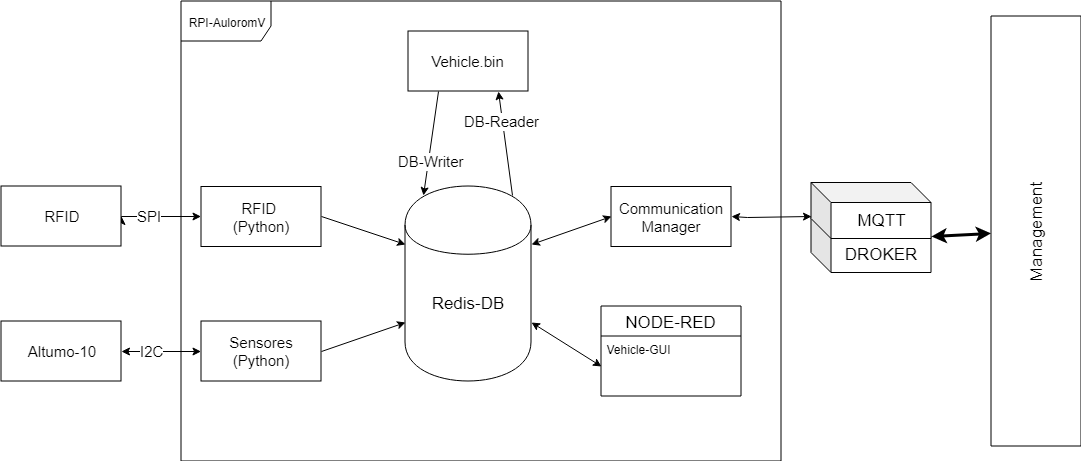 RPI-AuloromV
Vehicle.bin
DB-Reader
DB-Writer
RFID
SPI
RFID
(Python)
Communication
Manager
MQTT
DROKER
Management
Redis-DB
Altumo-10
I2C
Sensores
(Python)
NODE-RED
Vehicle-GUI